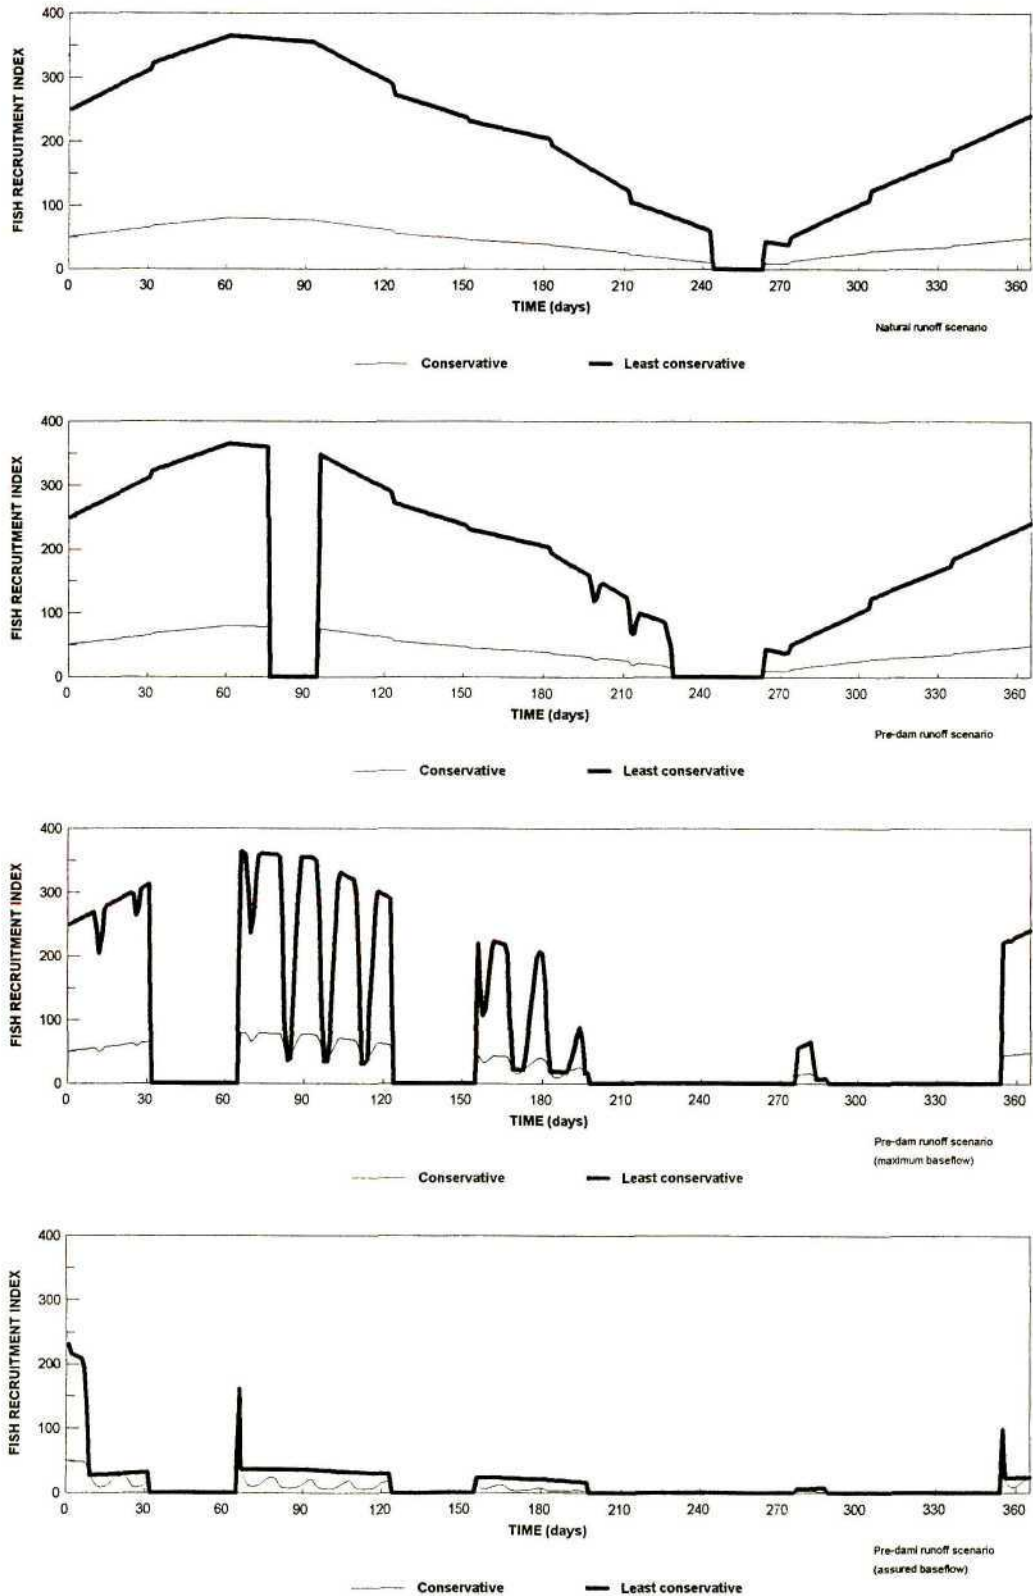 FISH RECRUITMENT INDEX
400
300
200
100
0
0 30 60 90 120 150 180 210 240 270 300 330 360
TIME (days)
Natural runoff scenario
Conservative Least conservative
FISH RECRUITMENT INDEX
400
300
200
100
0
0 30 60 90 120 150 180 210 240 270 300 330 360
TIME (days)
Pre-dam runoff scenario
Conservative Least conservative
FISH RECRUITMENT INDEX
400
300
200
100
0
0 30 60 90 120 150 180 210 240 270 300 330 360
TIME (days)
Pre-dam runoff scenario
(maximum baseflow)
Conservative Least conservative
FISH RECRUITMENT INDEX
400
300
200
100
0
0 30 60 90 120 150 180 210 240 270 300 330 360
TIME (days)
Pre-daml runoff scenario
(assured baseflow)
Conservative Least conservative